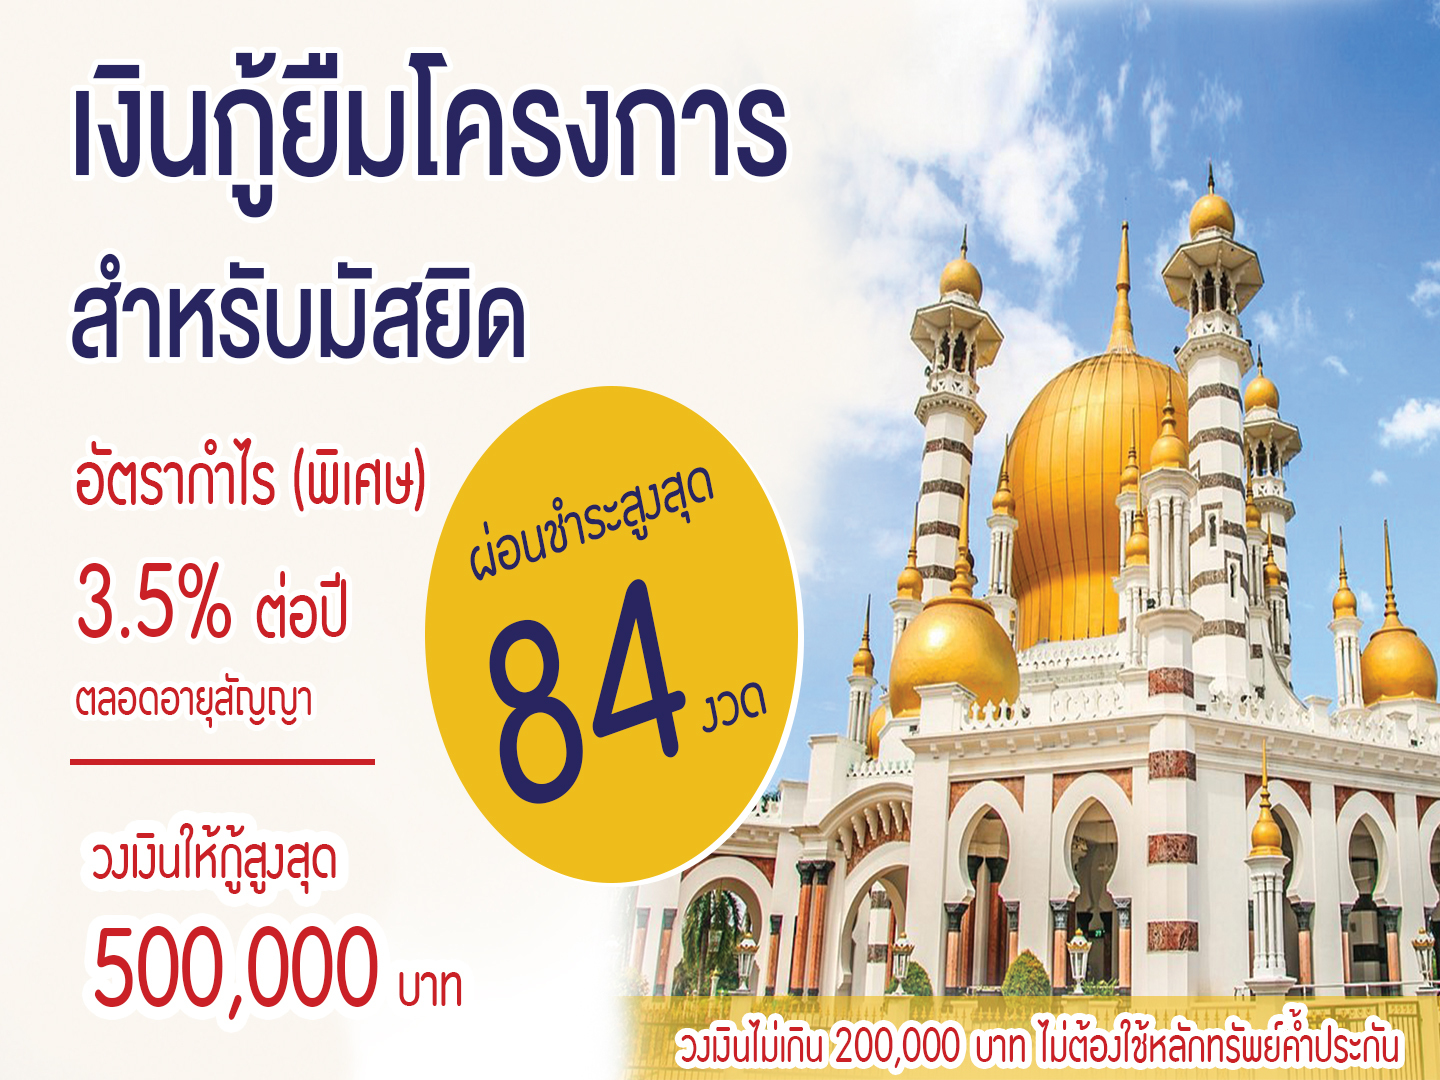 เงินกู้ยืมโครงการ
สำหรับมัสยิด
อัตรากำไร (พิเศษ)
3.5% ต่อปี
ตลอดอายุสัญญา
ผ่อนชำระสูงสุด
84 งวด
วงเงินให้กู้สูงสุด
500,000 บาท
วงเงินไม่เกิน 200,000 บาท ไม่ต้องใช้หลักทรัพย์ค้ำประกัน